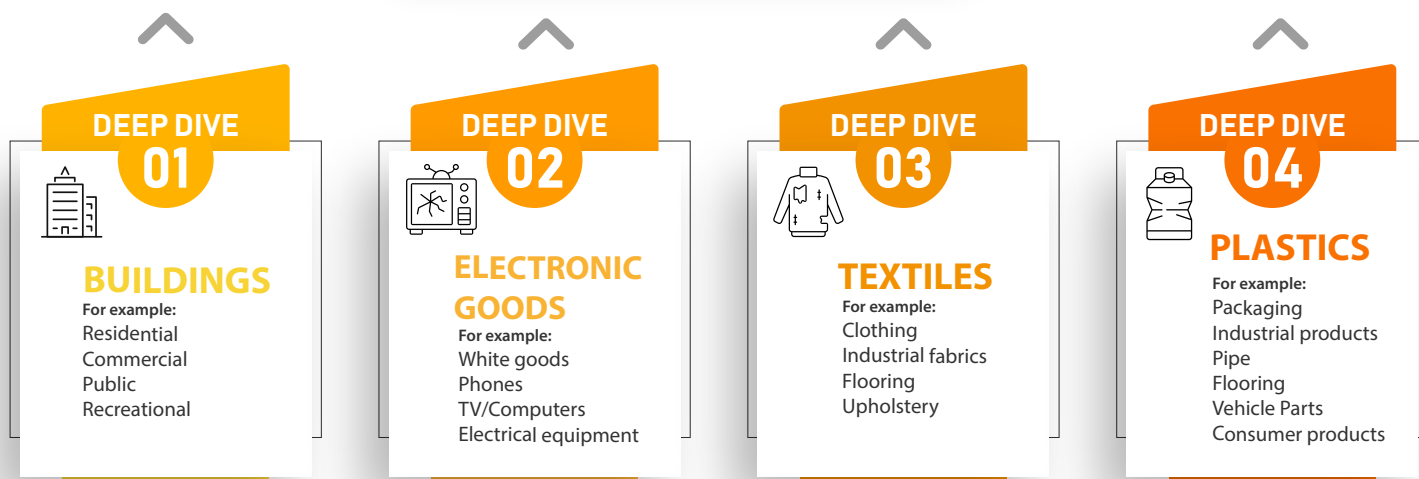 DEEP DIVE
01
BUILDINGS
For example:
Residential
Commercial
Public
Recreational
DEEP DIVE
02
ELECTRONIC
GOODS
For example:
White goods
Phones
TV/Computers
Electrical equipment
DEEP DIVE
03
TEXTILES
For example:
Clothing
Industrial fabrics
Flooring
Upholstery
DEEP DIVE
04
PLASTICS
For example:
Packaging
Industrial products
Pipe
Flooring
Vehicle Parts
Consumer products